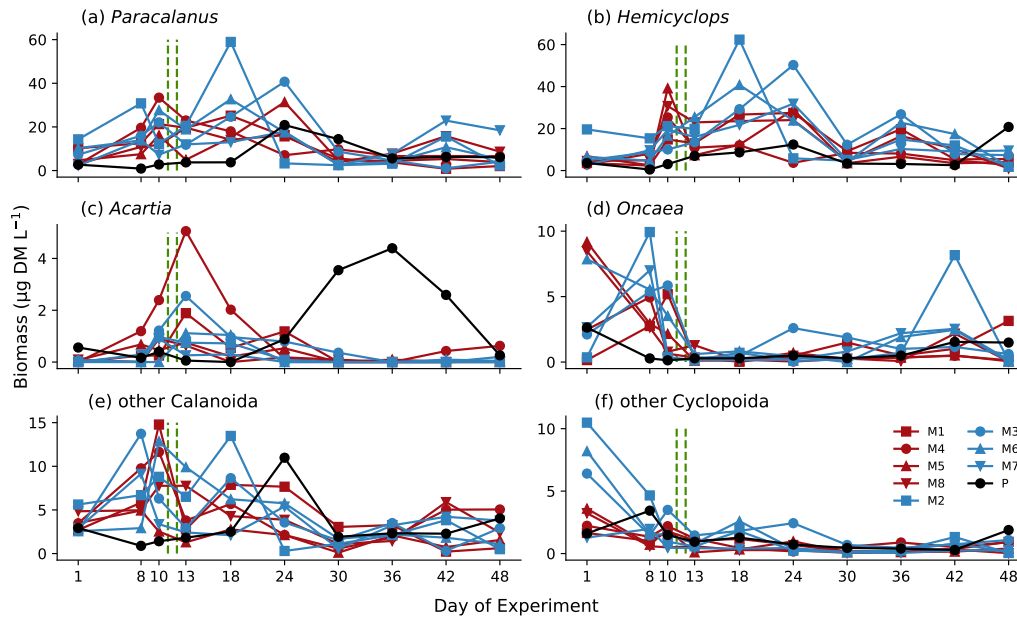 (a) Paracalanus
(b) Hemicyclops
60
40
20
0
60
40
20
0
(c) Acartia
(d) Oncaea
4
2
0
10
5
0
Biomass (µg DM L⁻¹)
(e) other Calanoida
(f) other Cyclopoida
15
10
5
0
10
5
0
M1
M4
M5
M8
M2
M3
M6
M7
P
1 8 10 13 18 24 30 36 42 48
1 8 10 13 18 24 30 36 42 48
Day of Experiment